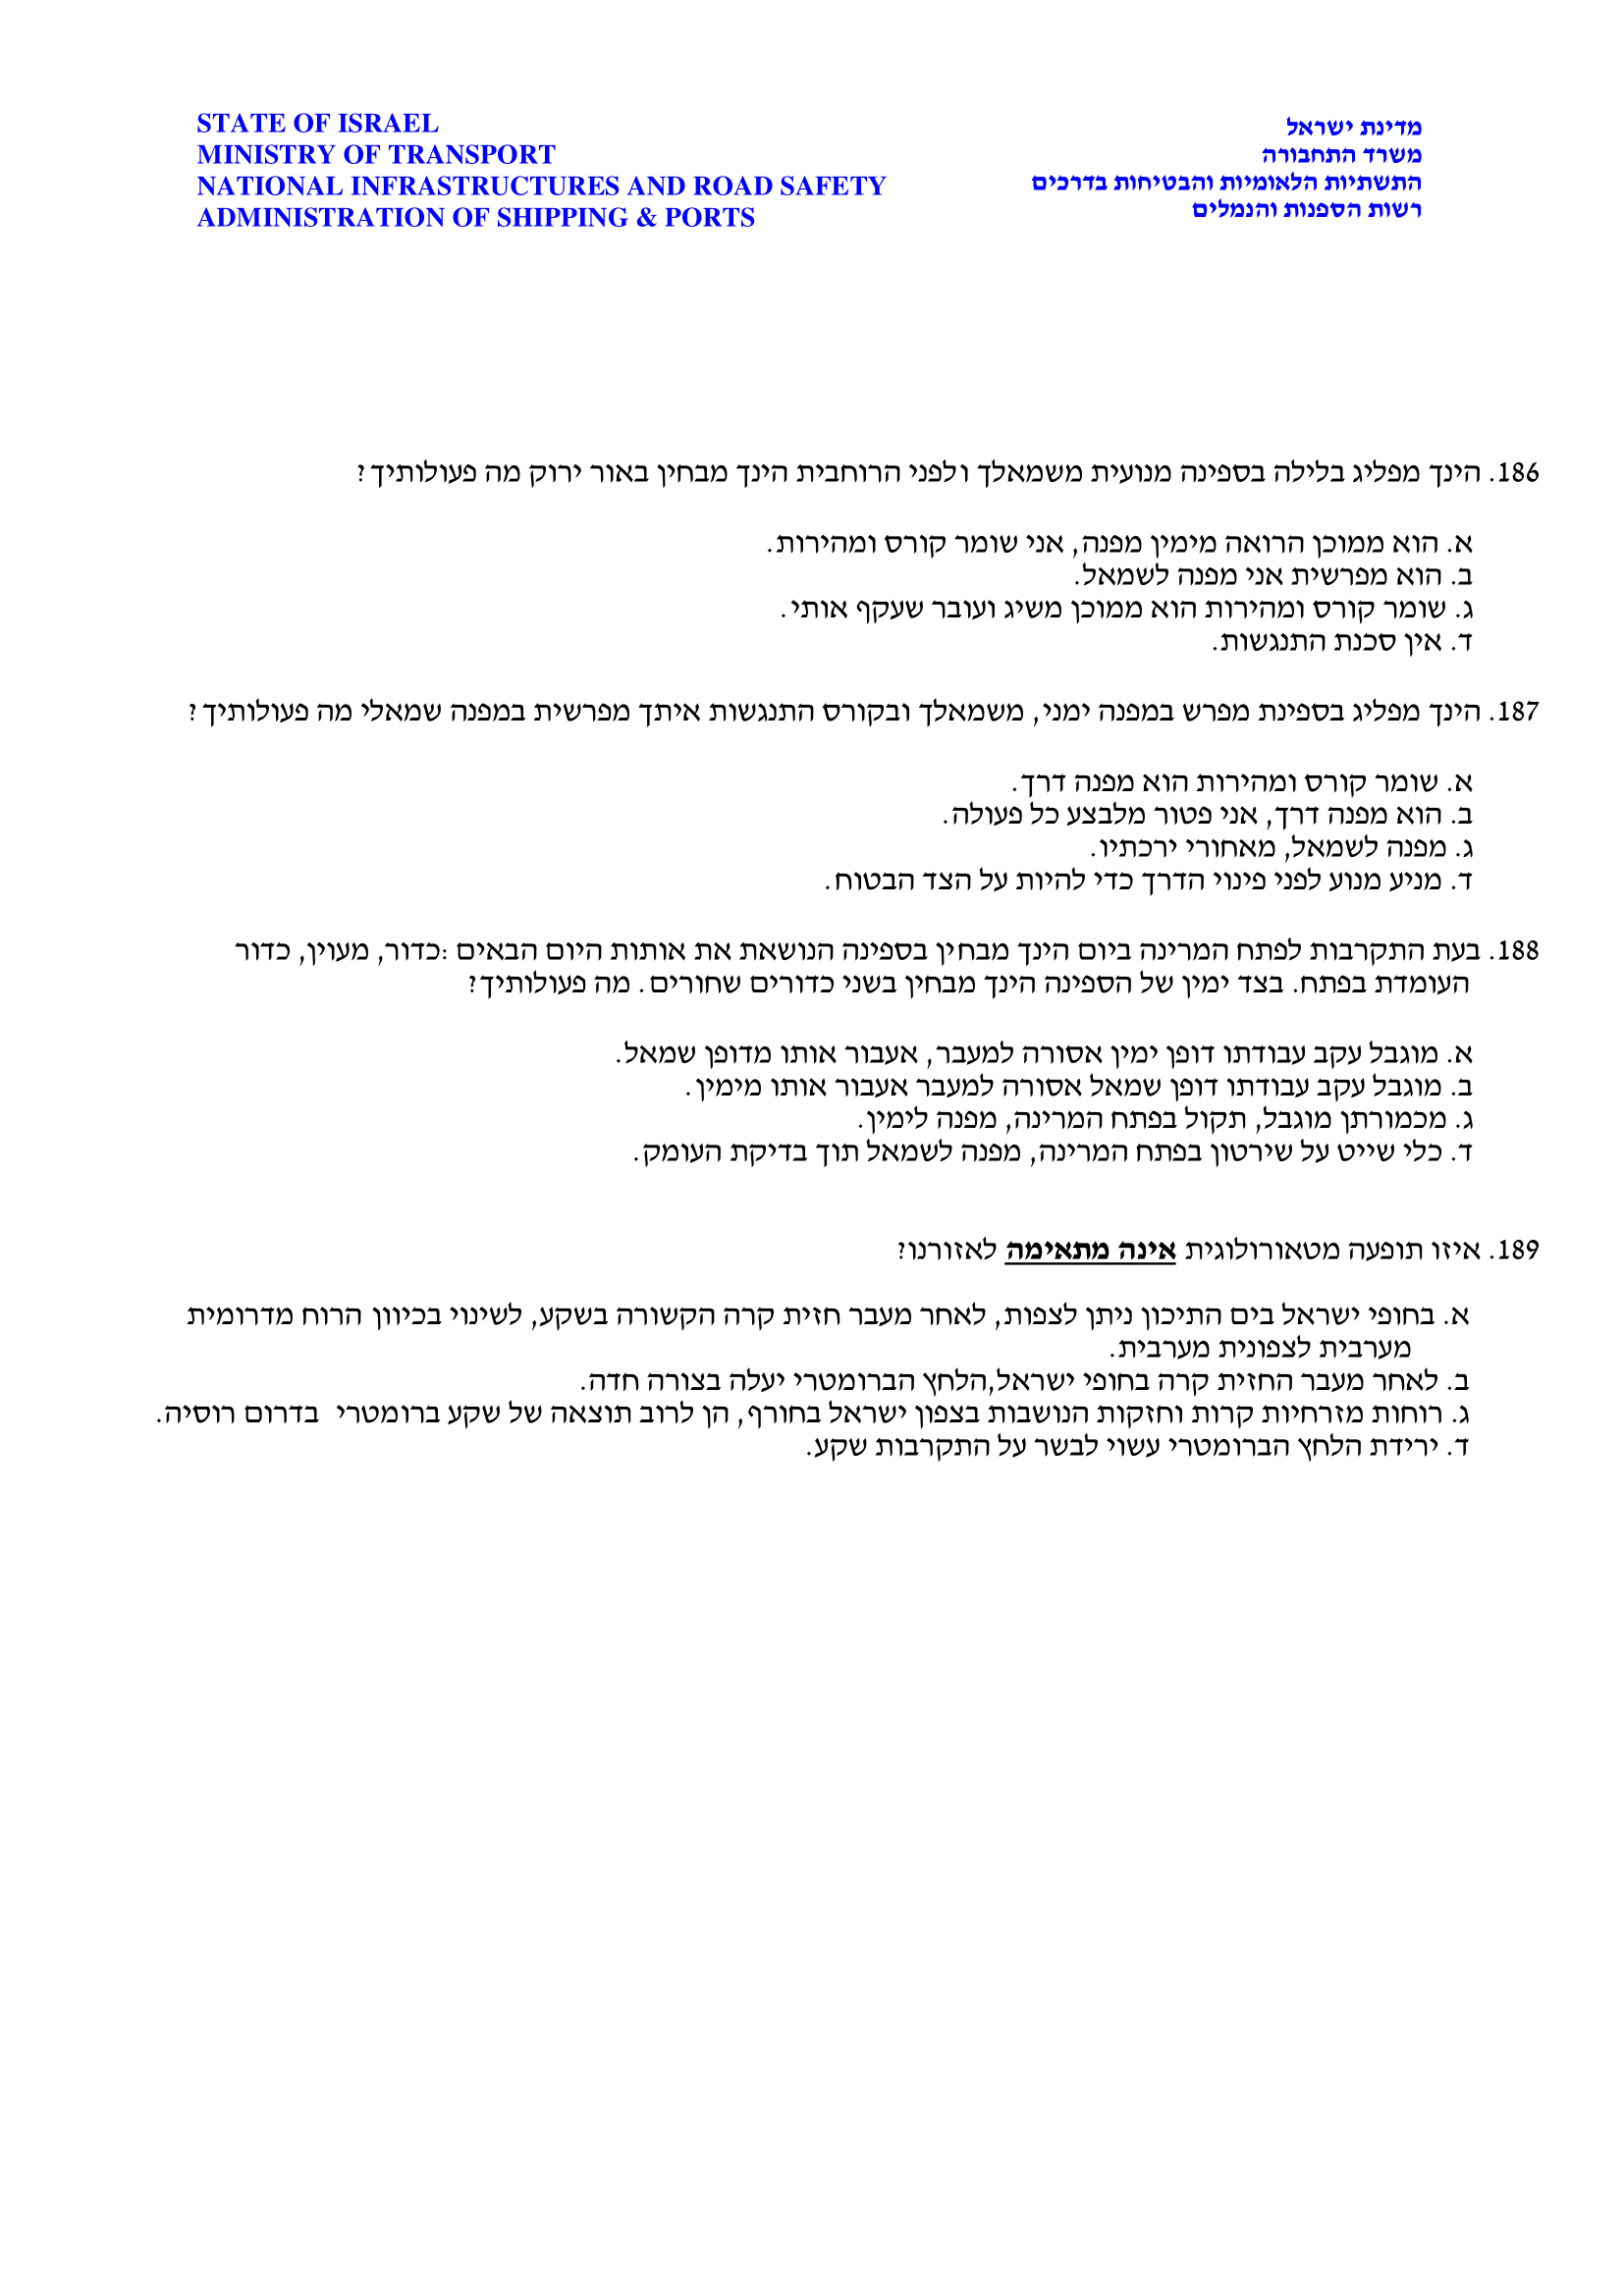 STATE OF ISRAEL
MINISTRY OF TRANSPORT
NATIONAL INFRASTRUCTURES AND ROAD SAFETY
ADMINISTRATION OF SHIPPING & PORTS
מדינת ישראל
משרד התחבורה
התשתיות הלאומיות והבטיחות בדרכים
רשות הספנות והנמלים
186. הינך מפליג בלילה בספינה מנועית משמאלך ולפני הרוחבית הינך מבחין באור ירוק מה פעולותיך?
א. הוא ממוכן הרואה מימין מפנה, אני שומר קורס ומהירות.
ב. הוא מפרשית אני מפנה לשמאל.
ג. שומר קורס ומהירות הוא ממוכן משיג ועובר שעקף אותי.
ד. אין סכנת התנגשות.
187. הינך מפליג בספינת מפרש במפנה ימני, משמאלך ובקורס התנגשות איתך מפרשית במפנה שמאלי מה פעולותיך?
א. שומר קורס ומהירות הוא מפנה דרך.
ב. הוא מפנה דרך, אני פטור מלבצע כל פעולה.
ג. מפנה לשמאל, מאחורי ירכתיו.
ד. מניע מנוע לפני פינוי הדרך כדי להיות על הצד הבטוח.
188. בעת התקרבות לפתח המרינה ביום הינך מבחין בספינה הנושאת את אותות היום הבאים :כדור, מעוין, כדור
העומדת בפתח. בצד ימין של הספינה הינך מבחין בשני כדורים שחורים. מה פעולותיך?
א. מוגבל עקב עבודתו דופן ימין אסורה למעבר, אעבור אותו מדופן שמאל.
ב. מוגבל עקב עבודתו דופן שמאל אסורה למעבר אעבור אותו מימין.
ג. מכמורתן מוגבל, תקול בפתח המרינה, מפנה לימין.
ד. כלי שייט על שירטון בפתח המרינה, מפנה לשמאל תוך בדיקת העומק.
189. איזו תופעה מטאורולוגית אינה מתאימה לאזורנו?
א. בחופי ישראל בים התיכון ניתן לצפות, לאחר מעבר חזית קרה הקשורה בשקע, לשינוי בכיוון הרוח מדרומית
מערבית לצפונית מערבית.
ב. לאחר מעבר החזית קרה בחופי ישראל,הלחץ הברומטרי יעלה בצורה חדה.
ג. רוחות מזרחיות קרות וחזקות הנושבות בצפון ישראל בחורף, הן לרוב תוצאה של שקע ברומטרי בדרום רוסיה.
ד. ירידת הלחץ הברומטרי עשוי לבשר על התקרבות שקע.